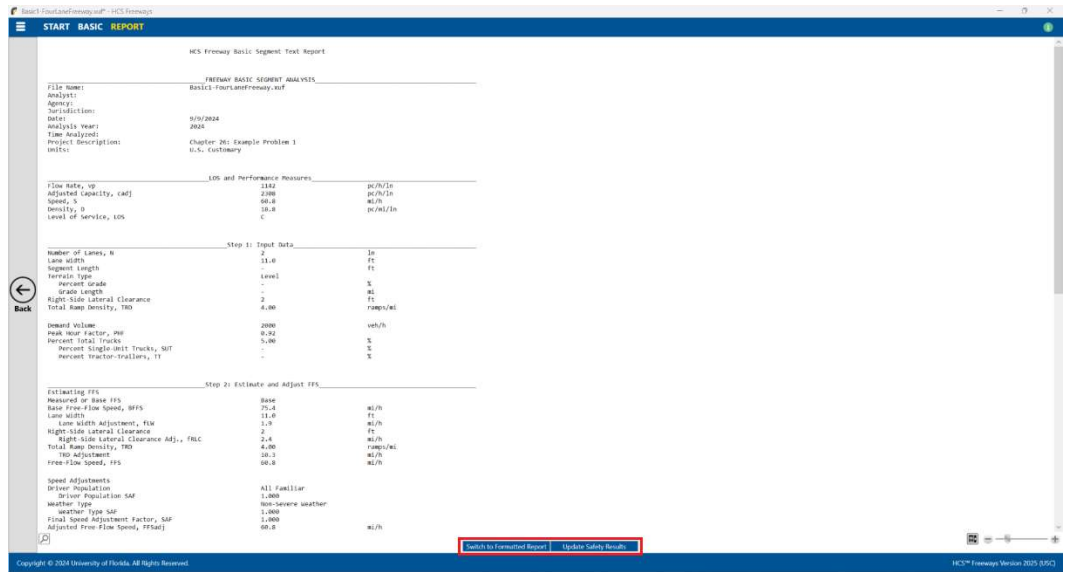 Basic1-FourLaneFreeway.xuf* - HCS Freeways
START BASIC REPORT
HCS Freeway Basic Segment Text Report
FREEWAY BASIC SEGMENT ANALYSIS
File Name: Basic1-FourLaneFreeway.xuf
Analyst:
Agency:
Jurisdiction:
Date: 9/9/2024
Analysis Year: 2024
Time Analyzed:
Project Description: Chapter 26: Example Problem 1
Units: U.S. Customary
LOS and Performance Measures
Flow Rate, vp 1142 pc/h/ln
Adjusted Capacity, cadj 2308 pc/h/ln
Speed, S 60.8 mi/h
Density, D 18.8 pc/mi/ln
Level of Service, LOS C
Step 1: Input Data
Number of Lanes, N 2 ln
Lane Width 11.0 ft
Segment Length - ft
Terrain Type Level
Percent Grade - %
Grade Length - mi
Right-Side Lateral Clearance 2 ft
Total Ramp Density, TRD 4.00 ramps/mi
Demand Volume 2000 veh/h
Peak Hour Factor, PHF 0.92
Percent Total Trucks 5.00 %
Percent Single-Unit Trucks, SUT - %
Percent Tractor-Trailers, TT - %
Step 2: Estimate and Adjust FFS
Estimating FFS
Measured or Base FFS Base
Base Free-Flow Speed, BFFS 75.4 mi/h
Lane Width 11.0 ft
Lane Width Adjustment, fLW 1.9 mi/h
Right-Side Lateral Clearance 2 ft
Right-Side Lateral Clearance Adj., fRLC 2.4 mi/h
Total Ramp Density, TRD 4.00 ramps/mi
TRD Adjustment 10.3 mi/h
Free-Flow Speed, FFS 60.8 mi/h
Speed Adjustments
Driver Population All Familiar
Driver Population SAF 1.000
Weather Type Non-Severe Weather
Weather Type SAF 1.000
Final Speed Adjustment Factor, SAF 1.000
Adjusted Free-Flow Speed, FFSadj 60.8 mi/h
Back
Switch to Formatted Report Update Safety Results
Copyright © 2024 University of Florida. All Rights Reserved. HCS™ Freeways Version 2025 (USC)